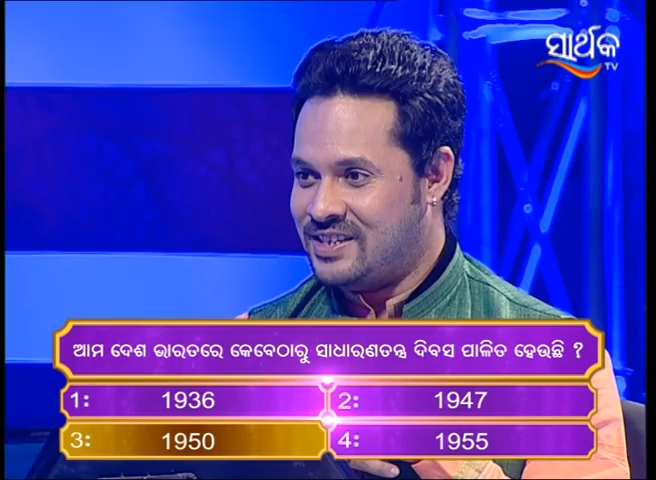 ସାର୍ଥକ
TV
ଆମ ଦେଶ ଭାରତରେ କେବେଠାରୁ ସାଧାରଣତନ୍ତ୍ର ଦିବସ ପାଳିତ ହେଉଛି ?
1: 1936 2: 1947
3: 1950 4: 1955